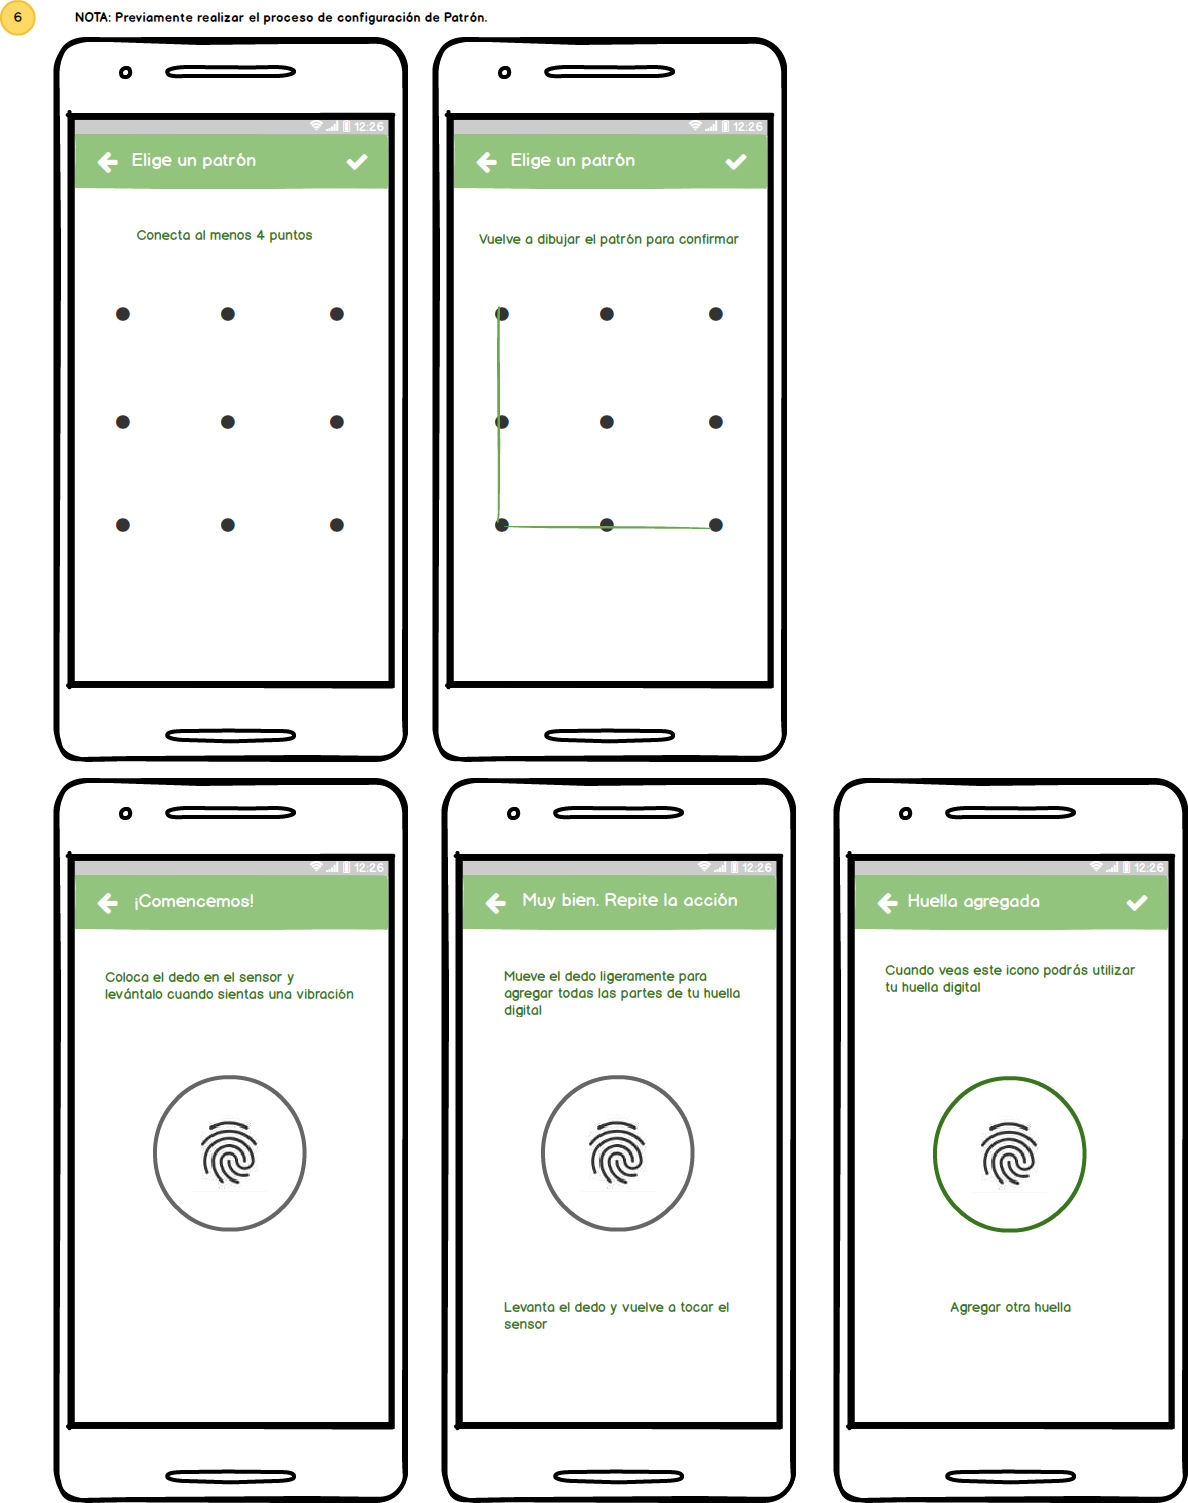 6
NOTA: Previamente realizar el proceso de configuración de Patrón.
12:26
Elige un patrón
Conecta al menos 4 puntos
12:26
Elige un patrón
Vuelve a dibujar el patrón para confirmar
12:26
¡Comencemos!
Coloca el dedo en el sensor y
levántalo cuando sientas una vibración
12:26
Muy bien. Repite la acción
Mueve el dedo ligeramente para
agregar todas las partes de tu huella
digital
Levanta el dedo y vuelve a tocar el
sensor
12:26
Huella agregada
Cuando veas este icono podrás utilizar
tu huella digital
Agregar otra huella